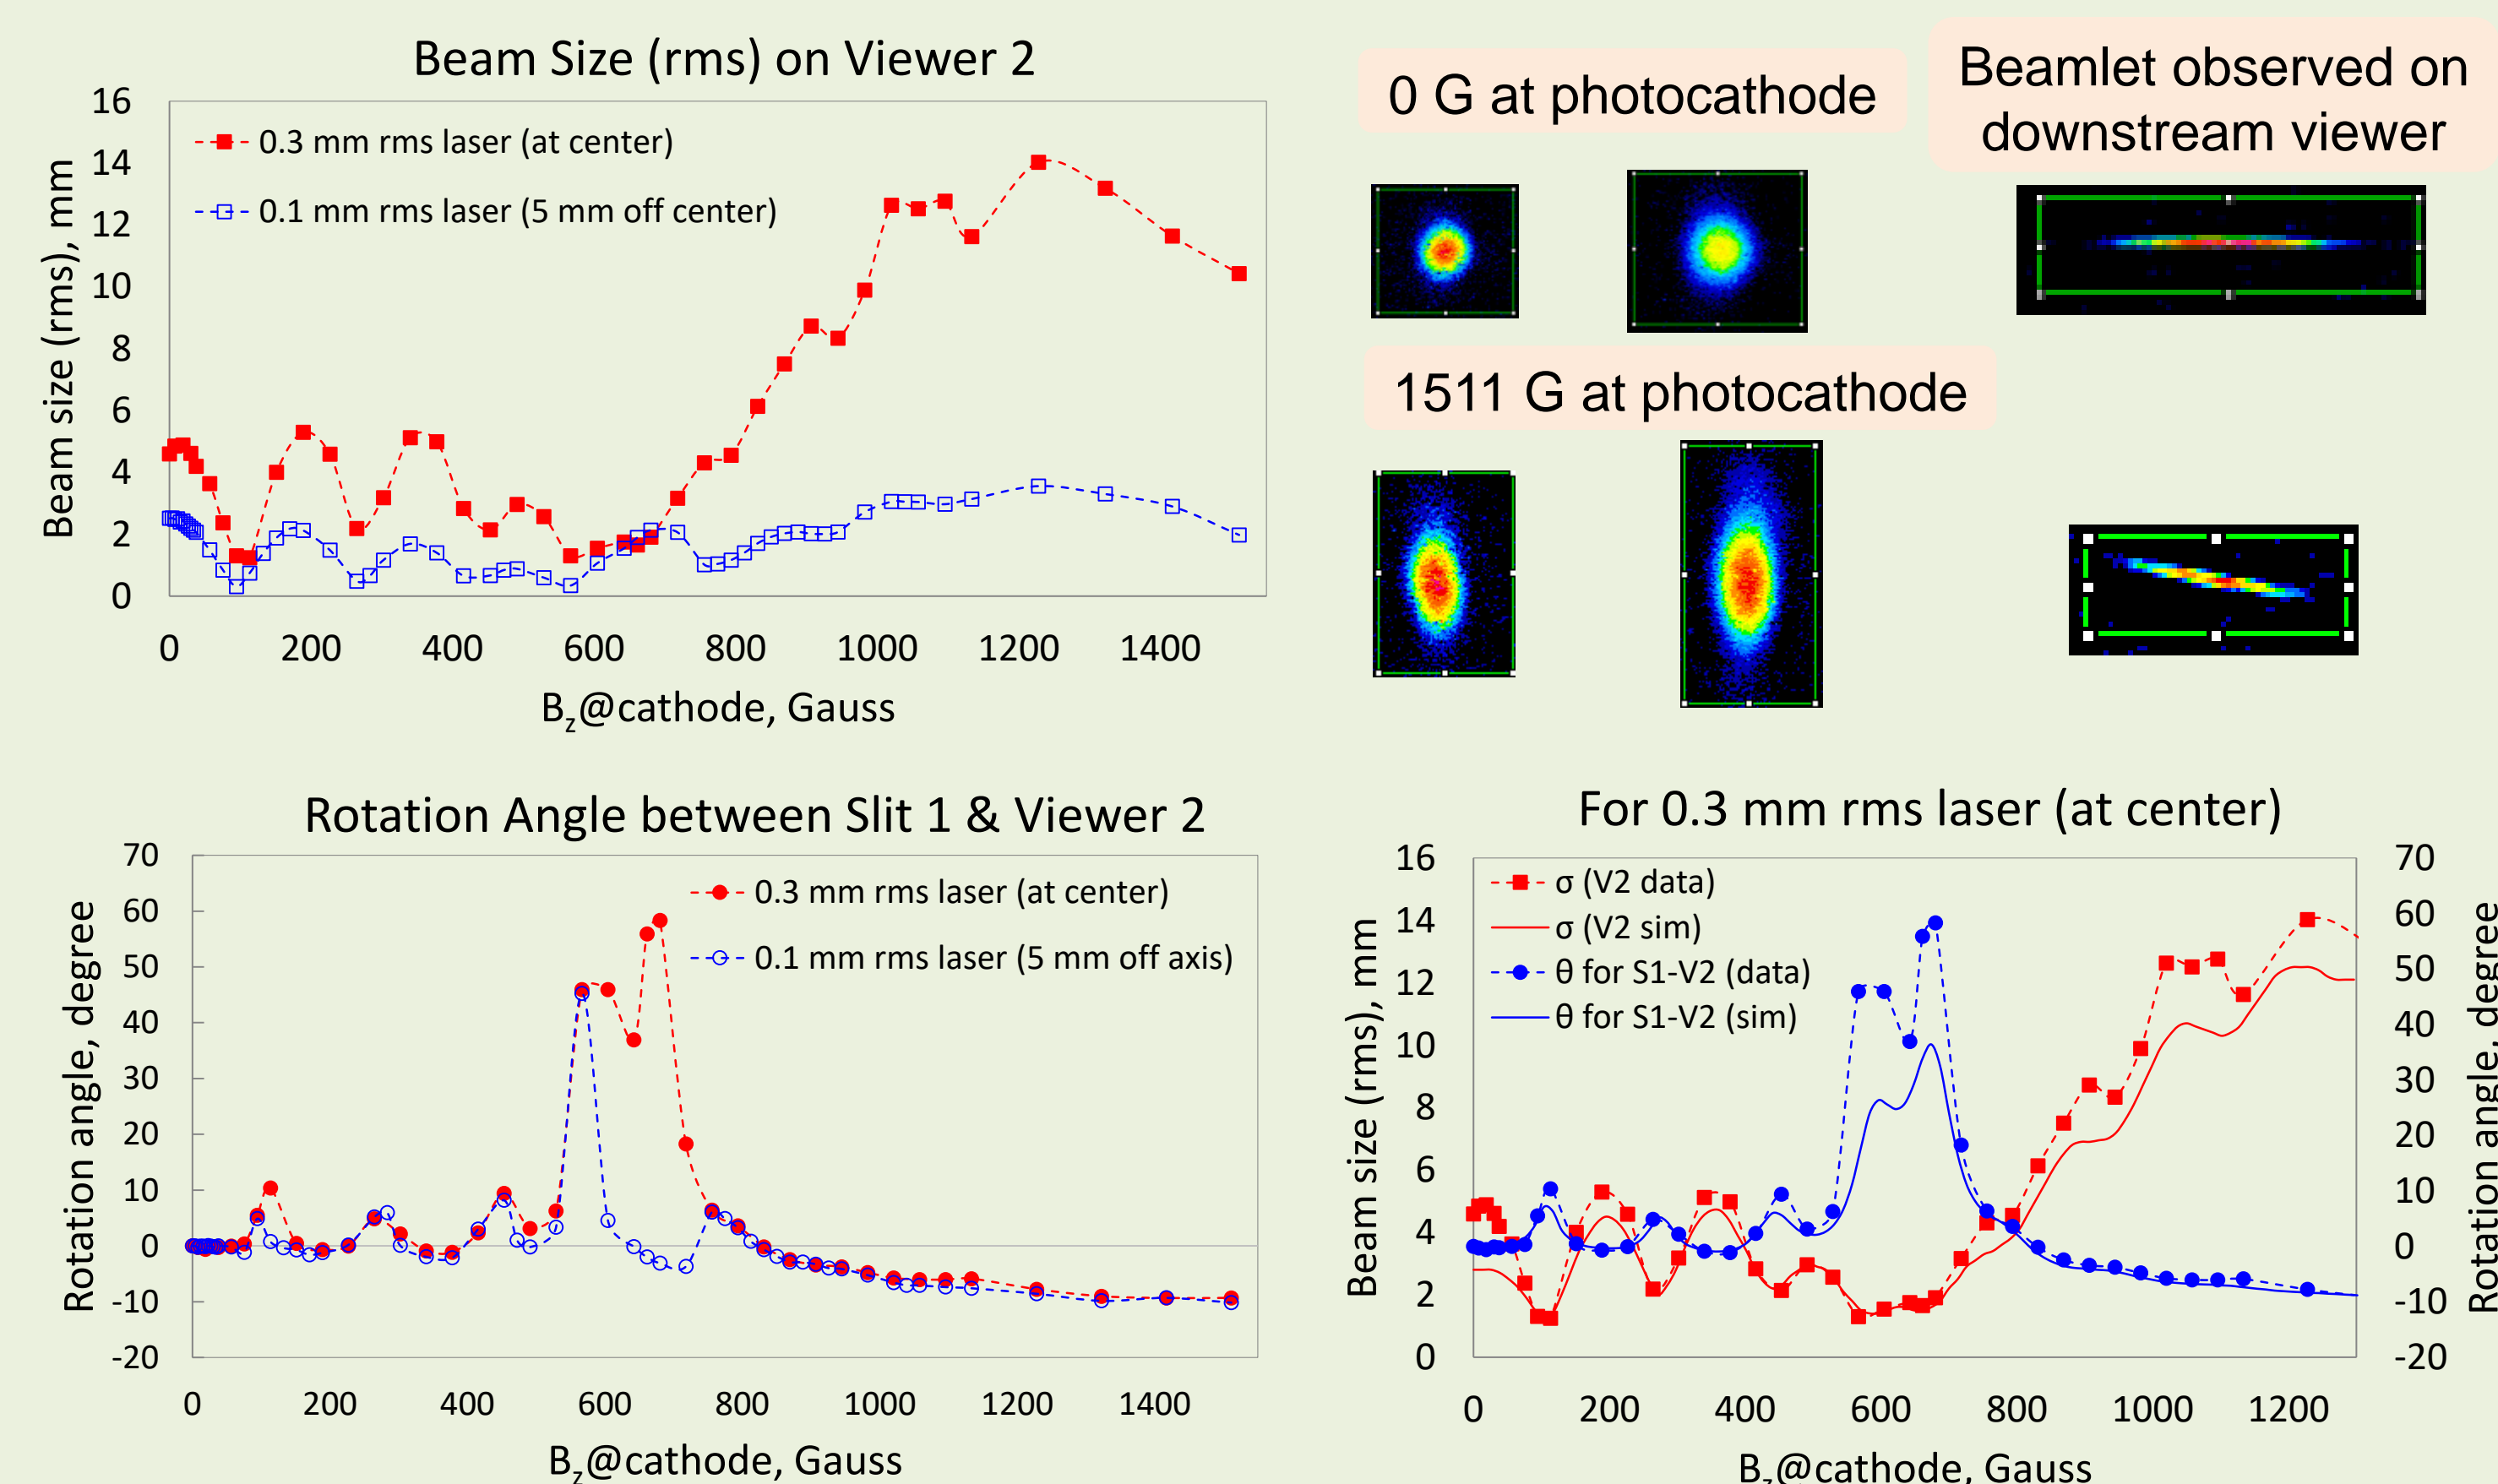 Beam Size (rms) on Viewer 2
Beam size (rms), mm
16
14
12
10
8
6
4
2
0
0.3 mm rms laser (at center)
0.1 mm rms laser (5 mm off center)
0 200 400 600 800 1000 1200 1400
Bz@cathode, Gauss
0 G at photocathode
Beamlet observed on
downstream viewer
1511 G at photocathode
Rotation Angle between Slit 1 & Viewer 2
Rotation angle, degree
70
60
50
40
30
20
10
0
-10
-20
0.3 mm rms laser (at center)
0.1 mm rms laser (5 mm off axis)
0 200 400 600 800 1000 1200 1400
Bz@cathode, Gauss
For 0.3 mm rms laser (at center)
Beam size (rms), mm
16
14
12
10
8
6
4
2
0
σ (V2 data)
σ (V2 sim)
θ for S1-V2 (data)
θ for S1-V2 (sim)
70
60
50
40
30
20
10
0
-10
-20
Rotation angle, degree
0 200 400 600 800 1000 1200
Bz@cathode, Gauss